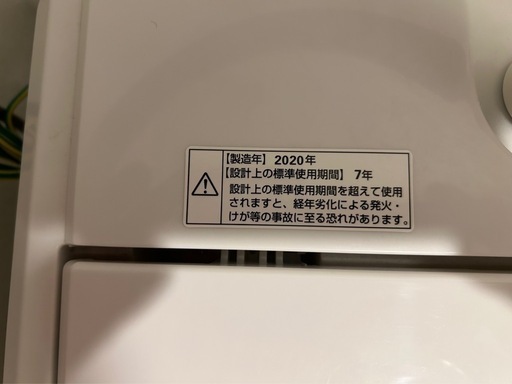 【製造年】 2020年
【設計上の標準使用期間】 7年
設計上の標準使用期間を超えて使用
されますと、経年劣化による発火・
けが等の事故に至る恐れがあります。